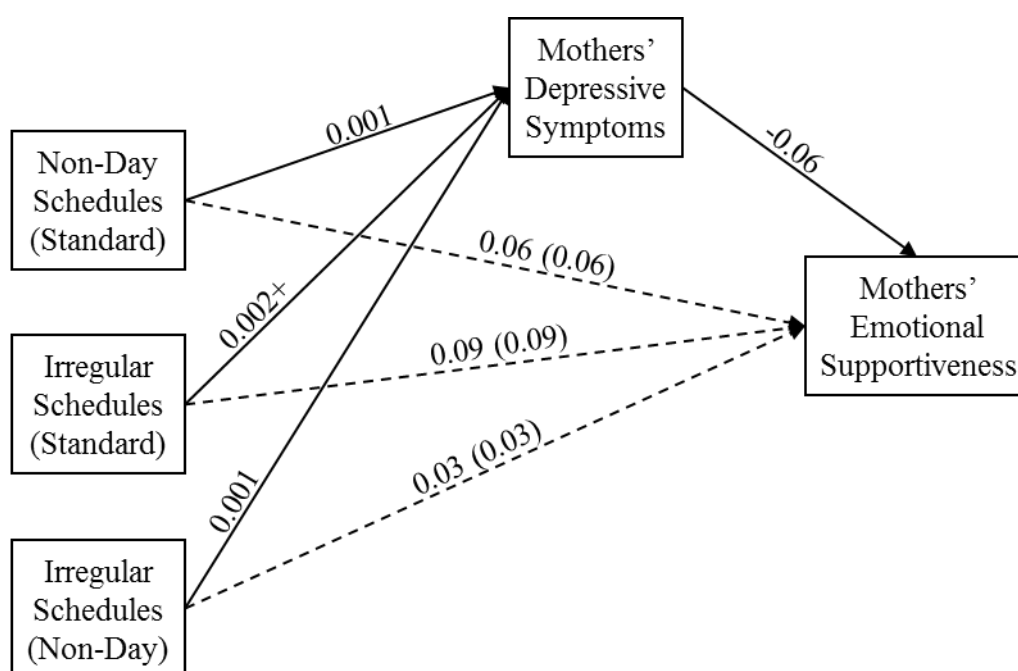 Mothers’
Depressive
Symptoms
0.001
-0.06
Non-Day
Schedules
(Standard)
0.06 (0.06)
Mothers’
Emotional
Supportiveness
0.002+
0.09 (0.09)
Irregular
Schedules
(Standard)
0.001
0.03 (0.03)
Irregular
Schedules
(Non-Day)